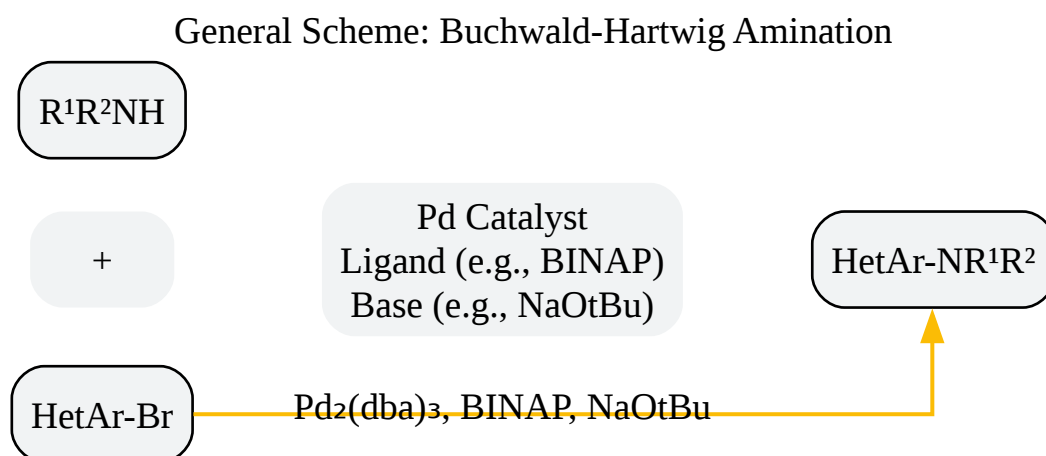 General Scheme: Buchwald-Hartwig Amination
R¹R²NH
+
Pd Catalyst
Ligand (e.g., BINAP)
Base (e.g., NaOtBu)
HetAr-NR¹R²
HetAr-Br
Pd₂(dba)₃, BINAP, NaOtBu